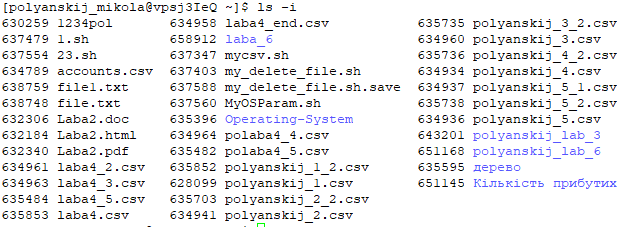 [polyanskij_mikola@vpsj3IeQ ~]$ ls -i
630259 1234pol 634958 laba4_end.csv 635735 polyanskij_3_2.csv
637479 1.sh 658912 laba_6 634960 polyanskij_3.csv
637554 23.sh 637347 mycsv.sh 635736 polyanskij_4_2.csv
634789 accounts.csv 637403 my_delete_file.sh 634934 polyanskij_4.csv
638759 file1.txt 637588 my_delete_file.sh.save 634937 polyanskij_5_1.csv
638748 file.txt 637560 MyOSParam.sh 635738 polyanskij_5_2.csv
632306 Laba2.doc 635396 Operating-System 634936 polyanskij_5.csv
632184 Laba2.html 634964 polaba4_4.csv 643201 polyanskij_lab_3
632340 Laba2.pdf 635482 polaba4_5.csv 651168 polyanskij_lab_6
634961 laba4_2.csv 635852 polyanskij_1_2.csv 635595 дерево
634963 laba4_3.csv 628099 polyanskij_1.csv 651145 Кількість прибутих
635484 laba4_5.csv 635703 polyanskij_2_2.csv
635853 laba4.csv 634941 polyanskij_2.csv